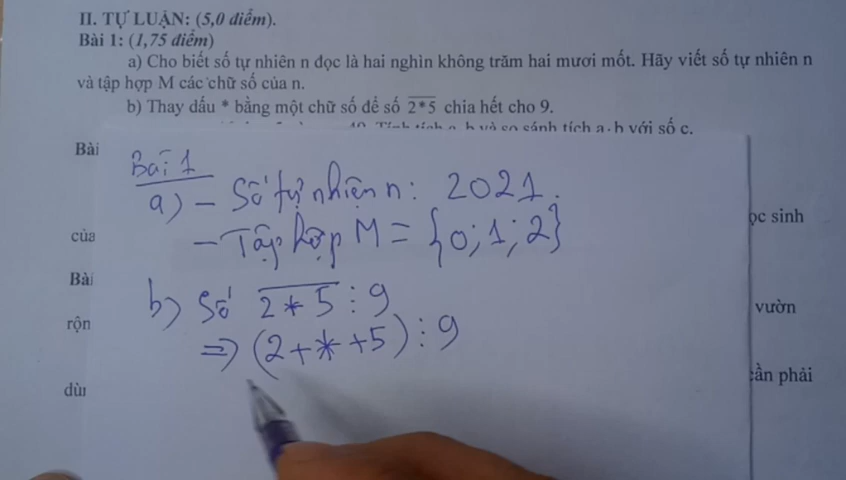 II. TỰ LUẬN: (5,0 điểm).
Bài 1: (1,75 điểm)
a) Cho biết số tự nhiên n đọc là hai nghìn không trăm hai mươi mốt. Hãy viết số tự nhiên n
và tập hợp M các chữ số của n.
b) Thay dấu * bằng một chữ số để số 2*5 chia hết cho 9.
a.b với số c.
Bài
Bài 1
a) - Số tự nhiên n: 2021.
ọc sinh
của
- Tập hợp M = {0; 1; 2}
Bài
b) Số 2*5 ⋮ 9
vườn
rộn
=> (2+*+5) ⋮ 9
cần phải
dùn